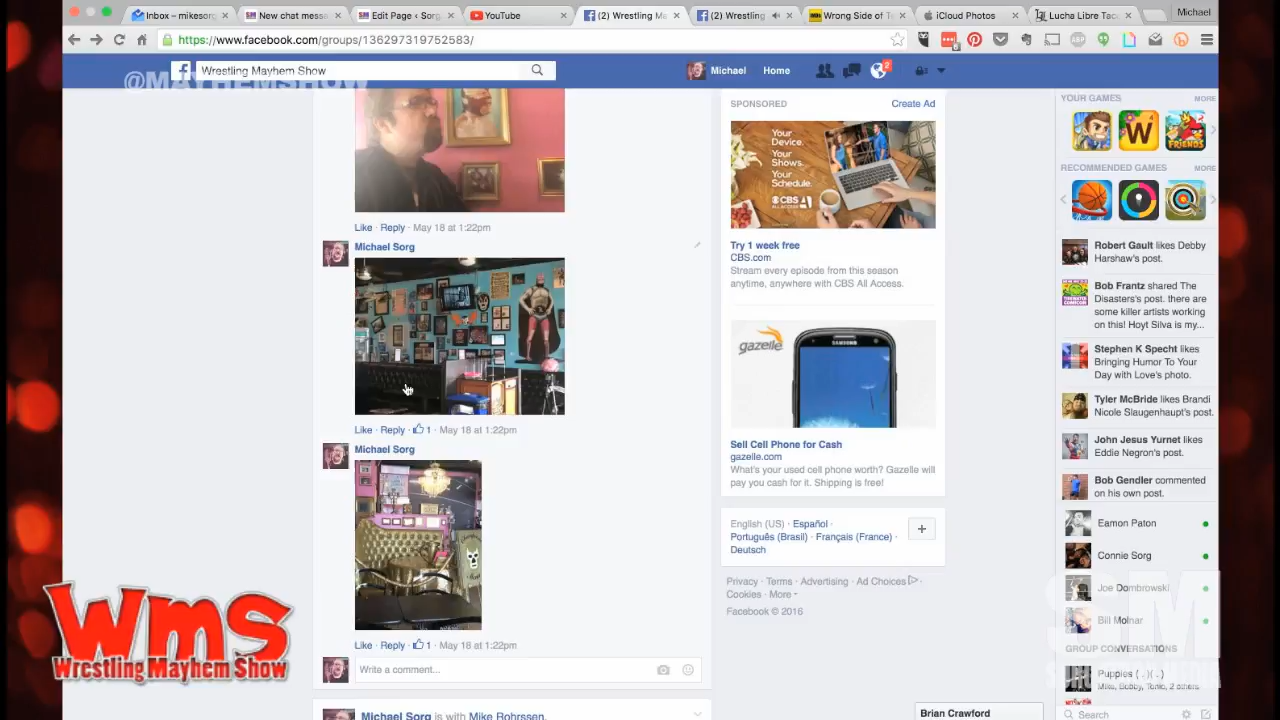 Inbox – mikesorg
New chat messa
Edit Page ‹ Sorg
YouTube
(2) Wrestling Ma
(2) Wrestling
Wrong Side of T
iCloud Photos
Lucha Libre Tac
Michael
https://www.facebook.com/groups/136297319752583/
Wrestling Mayhem Show
Michael
Home
2
@MAYHEMSHOW
Like · Reply · May 18 at 1:22pm
Michael Sorg
Like · Reply · 1 · May 18 at 1:22pm
Michael Sorg
Like · Reply · 1 · May 18 at 1:22pm
Write a comment...
Michael Sorg is with Mike Rohrssen.
SPONSORED
Create Ad
Your
Device.
Your
Shows.
Your
Schedule.
CBS
ALL ACCESS
Try 1 week free
CBS.com
Stream every episode from this season
anytime, anywhere with CBS All Access.
gazelle
SAMSUNG
Sell Cell Phone for Cash
gazelle.com
What's your used cell phone worth? Gazelle will
pay you cash for it. Shipping is free!
English (US) · Español ·
Português (Brasil) · Français (France) ·
Deutsch
Privacy · Terms · Advertising · Ad Choices
Cookies · More
Facebook © 2016
YOUR GAMES
MORE
W
FRIENDS
RECOMMENDED GAMES
MORE
Robert Gault likes Debby
Harshaw's post.
Bob Frantz shared The
Disasters's post. there are
some killer artists working
on this! Hoyt Silva is my...
Stephen K Specht likes
Bringing Humor To Your
Day with Love's photo.
Tyler McBride likes Brandi
Nicole Slaugenhaupt's post.
John Jesus Yurnet likes
Eddie Negron's post.
Bob Gendler commented
on his own post.
Eamon Paton
Connie Sorg
Joe Dombrowski
Bill Molnar
GROUP CONVERSATIONS
Puppies (.)(.)
Mike, Bobby, Tonio, 2 others
Search
Brian Crawford
wms
Wrestling Mayhem Show